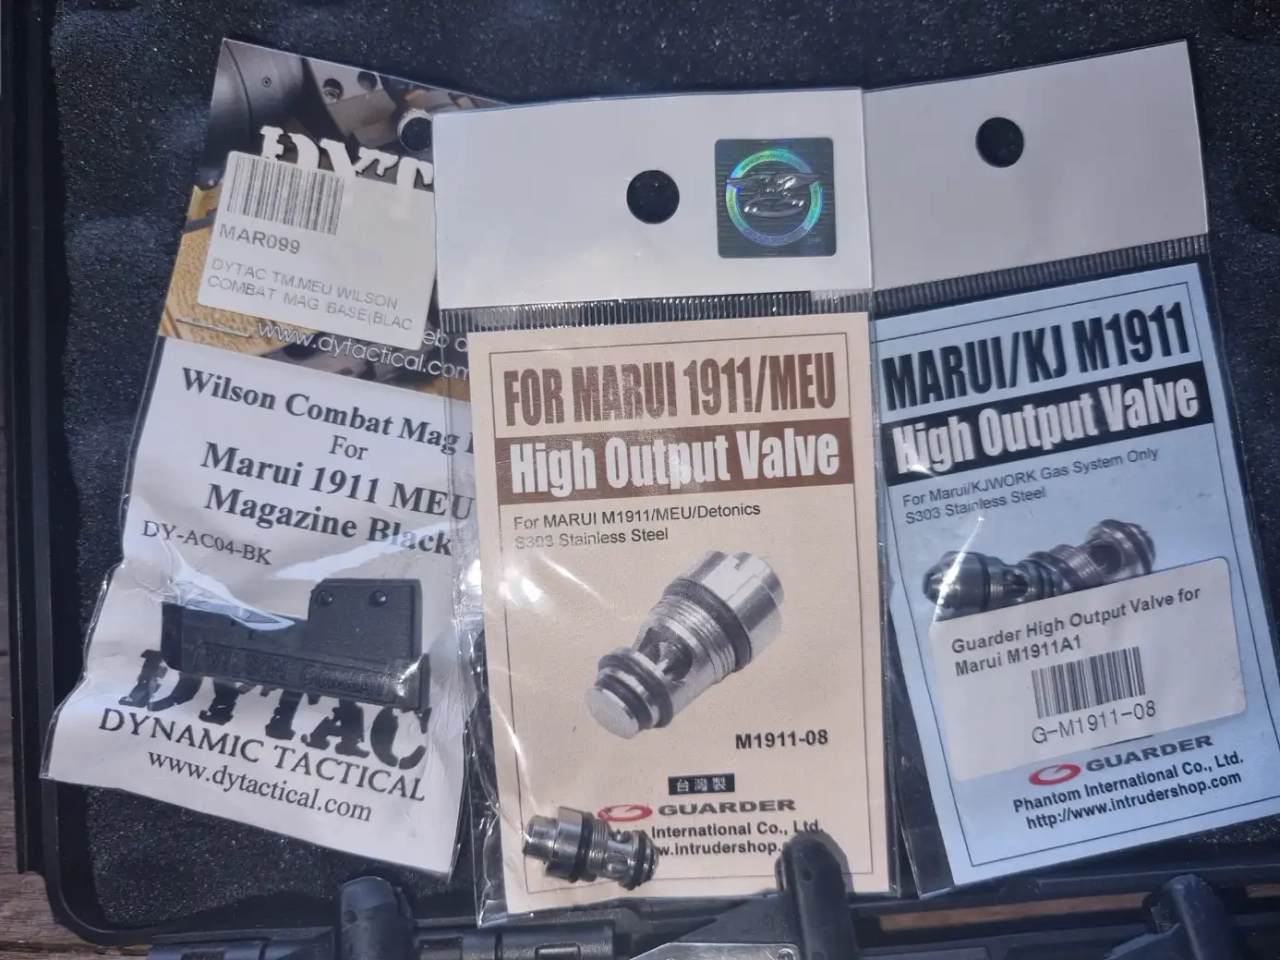 DYTAC
MAR099
DYTAC TM.MEU WILSON
COMBAT MAG BASE(BLAC
www.dytactical.com
Wilson Combat Mag
For
Marui 1911 MEU
Magazine Black
DY-AC04-BK
DYTAC
DYNAMIC TACTICAL
www.dytactical.com
FOR MARUI 1911/MEU
High Output Valve
For MARUI M1911/MEU/Detonics
S303 Stainless Steel
M1911-08
台灣製
GUARDER
International Co., Ltd.
w.intrudershop.
MARUI/KJ M1911
High Output Valve
For Marui/KJWORK Gas System Only
S303 Stainless Steel
Guarder High Output Valve for
Marui M1911A1
G-M1911-08
GUARDER
Phantom International Co., Ltd.
http://www.intrudershop.com